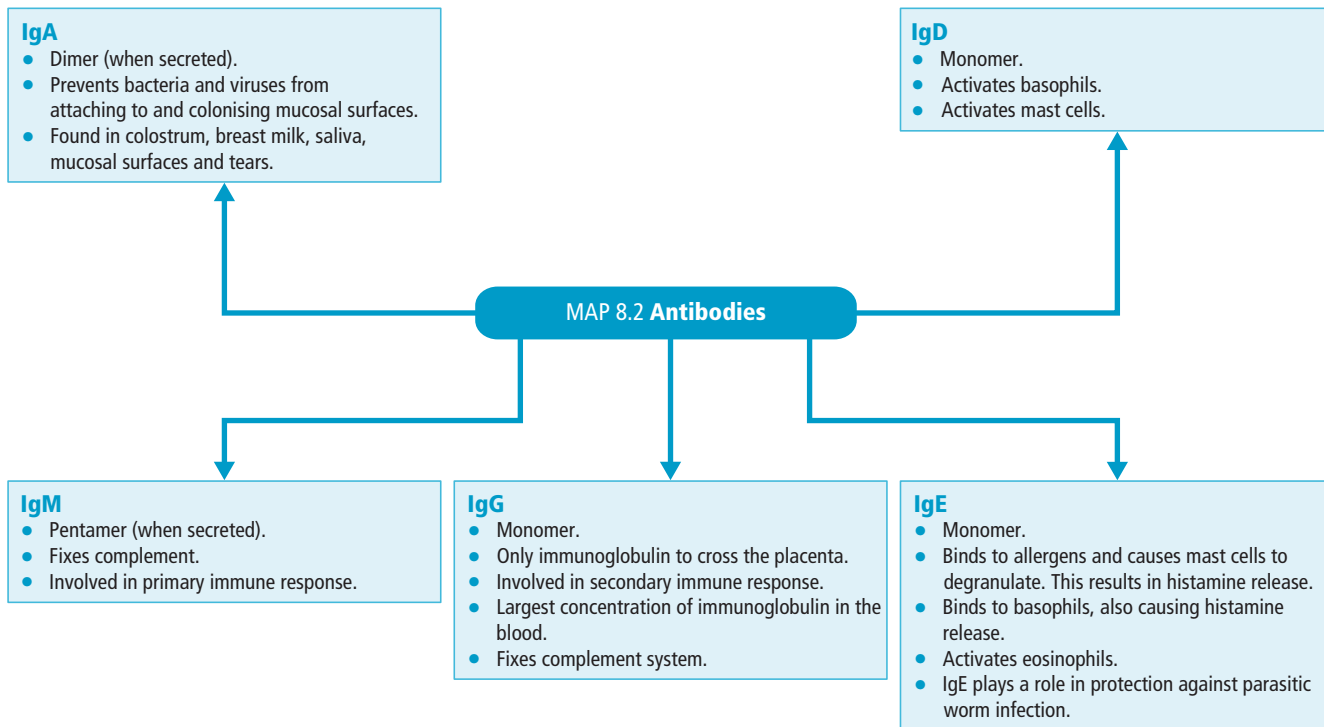 IgA
● Dimer (when secreted).
● Prevents bacteria and viruses from
attaching to and colonising mucosal surfaces.
● Found in colostrum, breast milk, saliva,
mucosal surfaces and tears.
IgD
● Monomer.
● Activates basophils.
● Activates mast cells.
MAP 8.2 Antibodies
IgM
● Pentamer (when secreted).
● Fixes complement.
● Involved in primary immune response.
IgG
● Monomer.
● Only immunoglobulin to cross the placenta.
● Involved in secondary immune response.
● Largest concentration of immunoglobulin in the
blood.
● Fixes complement system.
IgE
● Monomer.
● Binds to allergens and causes mast cells to
degranulate. This results in histamine release.
● Binds to basophils, also causing histamine
release.
● Activates eosinophils.
● IgE plays a role in protection against parasitic
worm infection.